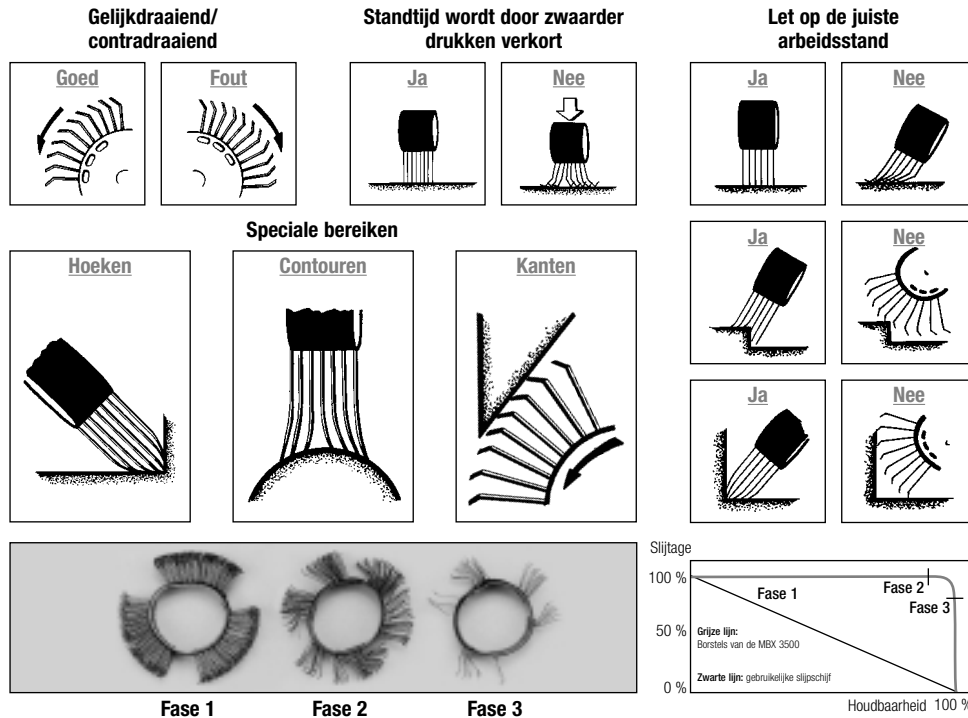 Gelijkdraaiend/
contradraaiend
Goed
Fout
Standtijd wordt door zwaarder
drukken verkort
Ja
Nee
Let op de juiste
arbeidsstand
Ja
Nee
Ja
Nee
Ja
Nee
Speciale bereiken
Hoeken
Contouren
Kanten
Fase 1
Fase 2
Fase 3
Slijtage
100 %
50 %
0 %
Fase 1
Fase 2
Fase 3
Grijze lijn:
Borstels van de MBX 3500
Zwarte lijn: gebruikelijke slijpschijf
Houdbaarheid 100 %